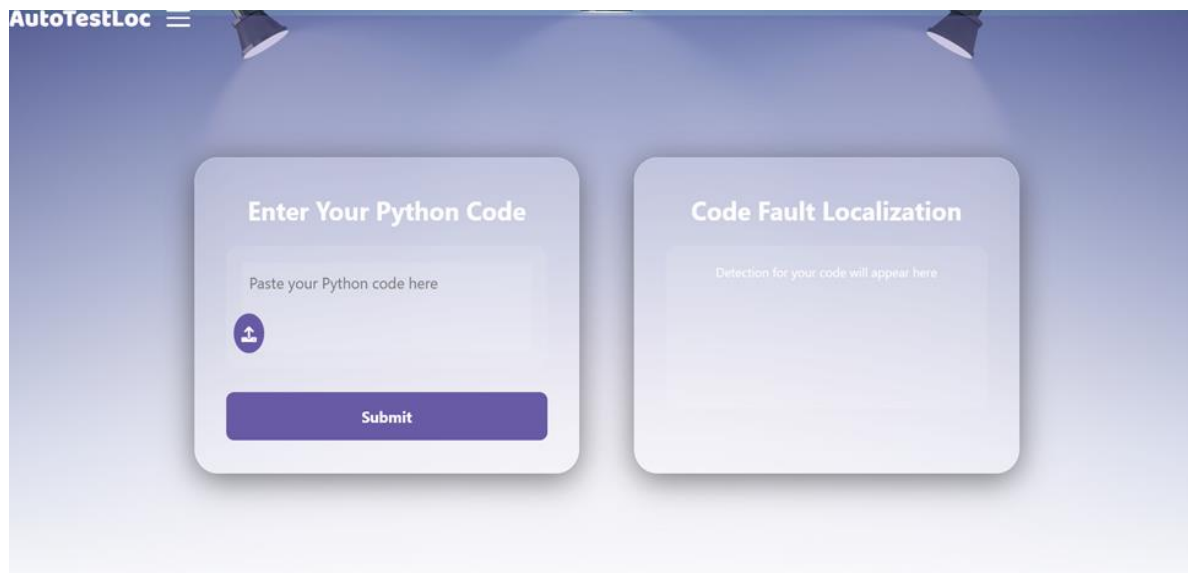 AutoTestLoc
Enter Your Python Code
Paste your Python code here
Submit
Code Fault Localization
Detection for your code will appear here